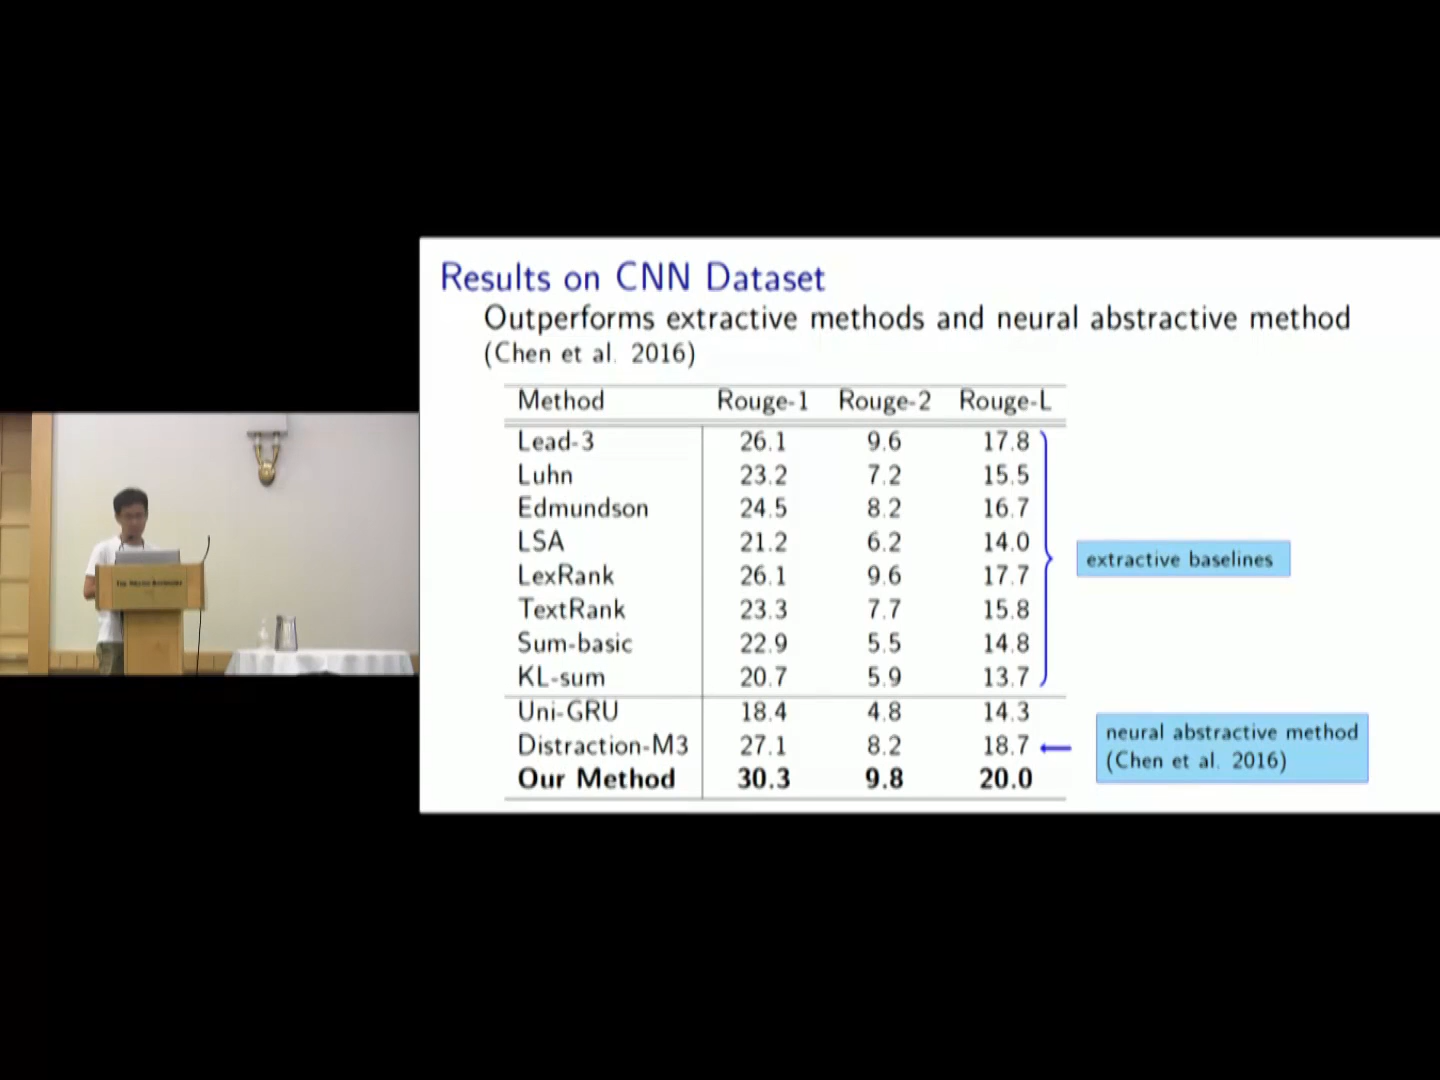 Results on CNN Dataset
Outperforms extractive methods and neural abstractive method
(Chen et al. 2016)
Method Rouge-1 Rouge-2 Rouge-L
Lead-3 26.1 9.6 17.8
Luhn 23.2 7.2 15.5
Edmundson 24.5 8.2 16.7
LSA 21.2 6.2 14.0
LexRank 26.1 9.6 17.7
TextRank 23.3 7.7 15.8
Sum-basic 22.9 5.5 14.8
KL-sum 20.7 5.9 13.7
Uni-GRU 18.4 4.8 14.3
Distraction-M3 27.1 8.2 18.7
Our Method 30.3 9.8 20.0
extractive baselines
neural abstractive method
(Chen et al. 2016)